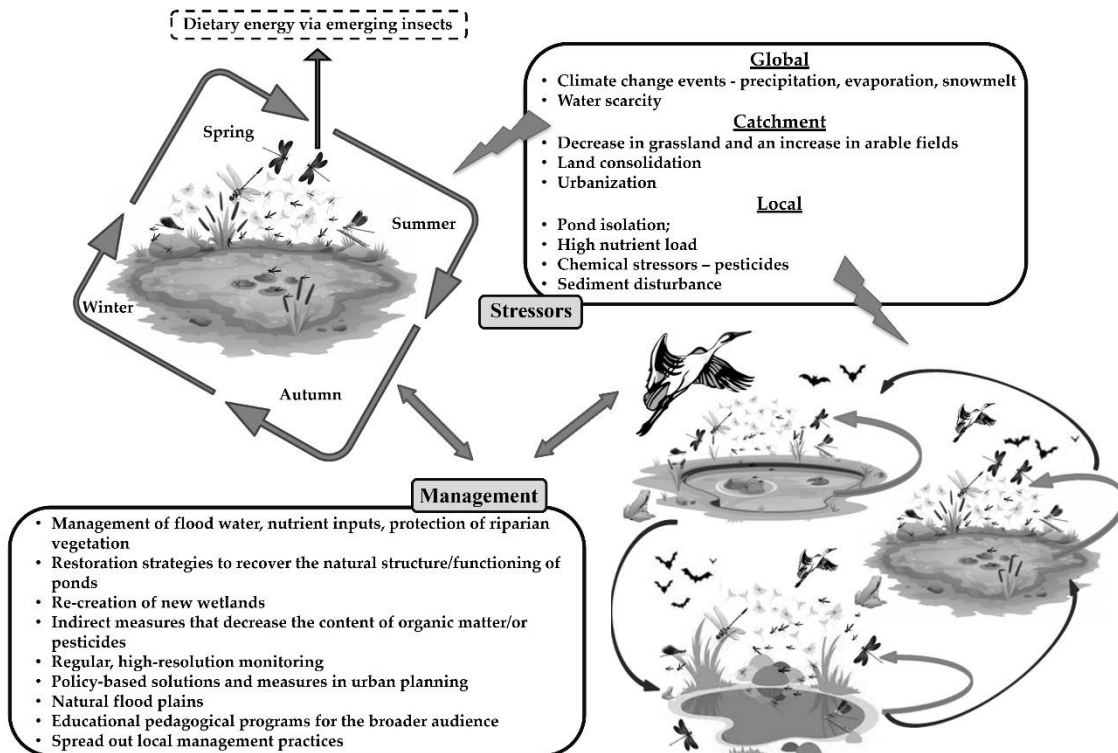 Dietary energy via emerging insects
Spring
Summer
Winter
Autumn
Global
• Climate change events - precipitation, evaporation, snowmelt
• Water scarcity
Catchment
• Decrease in grassland and an increase in arable fields
• Land consolidation
• Urbanization
Local
• Pond isolation;
• High nutrient load
• Chemical stressors – pesticides
• Sediment disturbance
Stressors
Management
• Management of flood water, nutrient inputs, protection of riparian
vegetation
• Restoration strategies to recover the natural structure/functioning of
ponds
• Re-creation of new wetlands
• Indirect measures that decrease the content of organic matter/or
pesticides
• Regular, high-resolution monitoring
• Policy-based solutions and measures in urban planning
• Natural flood plains
• Educational pedagogical programs for the broader audience
• Spread out local management practices